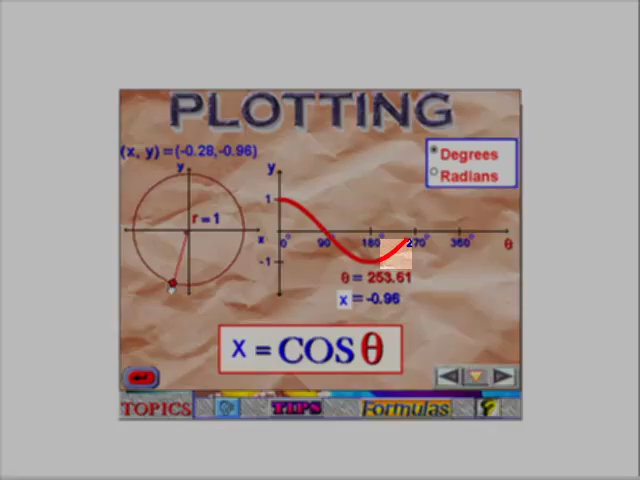 PLOTTING
(x, y) = (-0.28,-0.96)
Degrees
Radians
y
y
1
r = 1
x
0° 90° 180° 270° 360° θ
-1
θ = 253.61
x = -0.96
x = COS θ
TOPICS TIPS Formulas ?